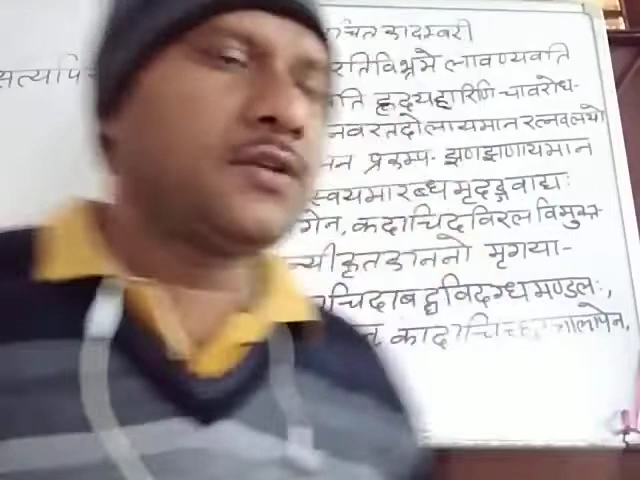 चित कादम्बरी
सत्यपि
रतिविभ्रमे लावण्यवति
ति हृदयहारिणि चावरोध-
नवरतदोलायमान रत्नवलयो
प्रकम्प- झणझणायमान
स्वयमारब्धमृदङ्गवाद्यः
गेन, कदाचिदविरल विमुक्त
न्यीकृतकाननो मृगया-
चिदाबद्धविदग्धमण्डलः,